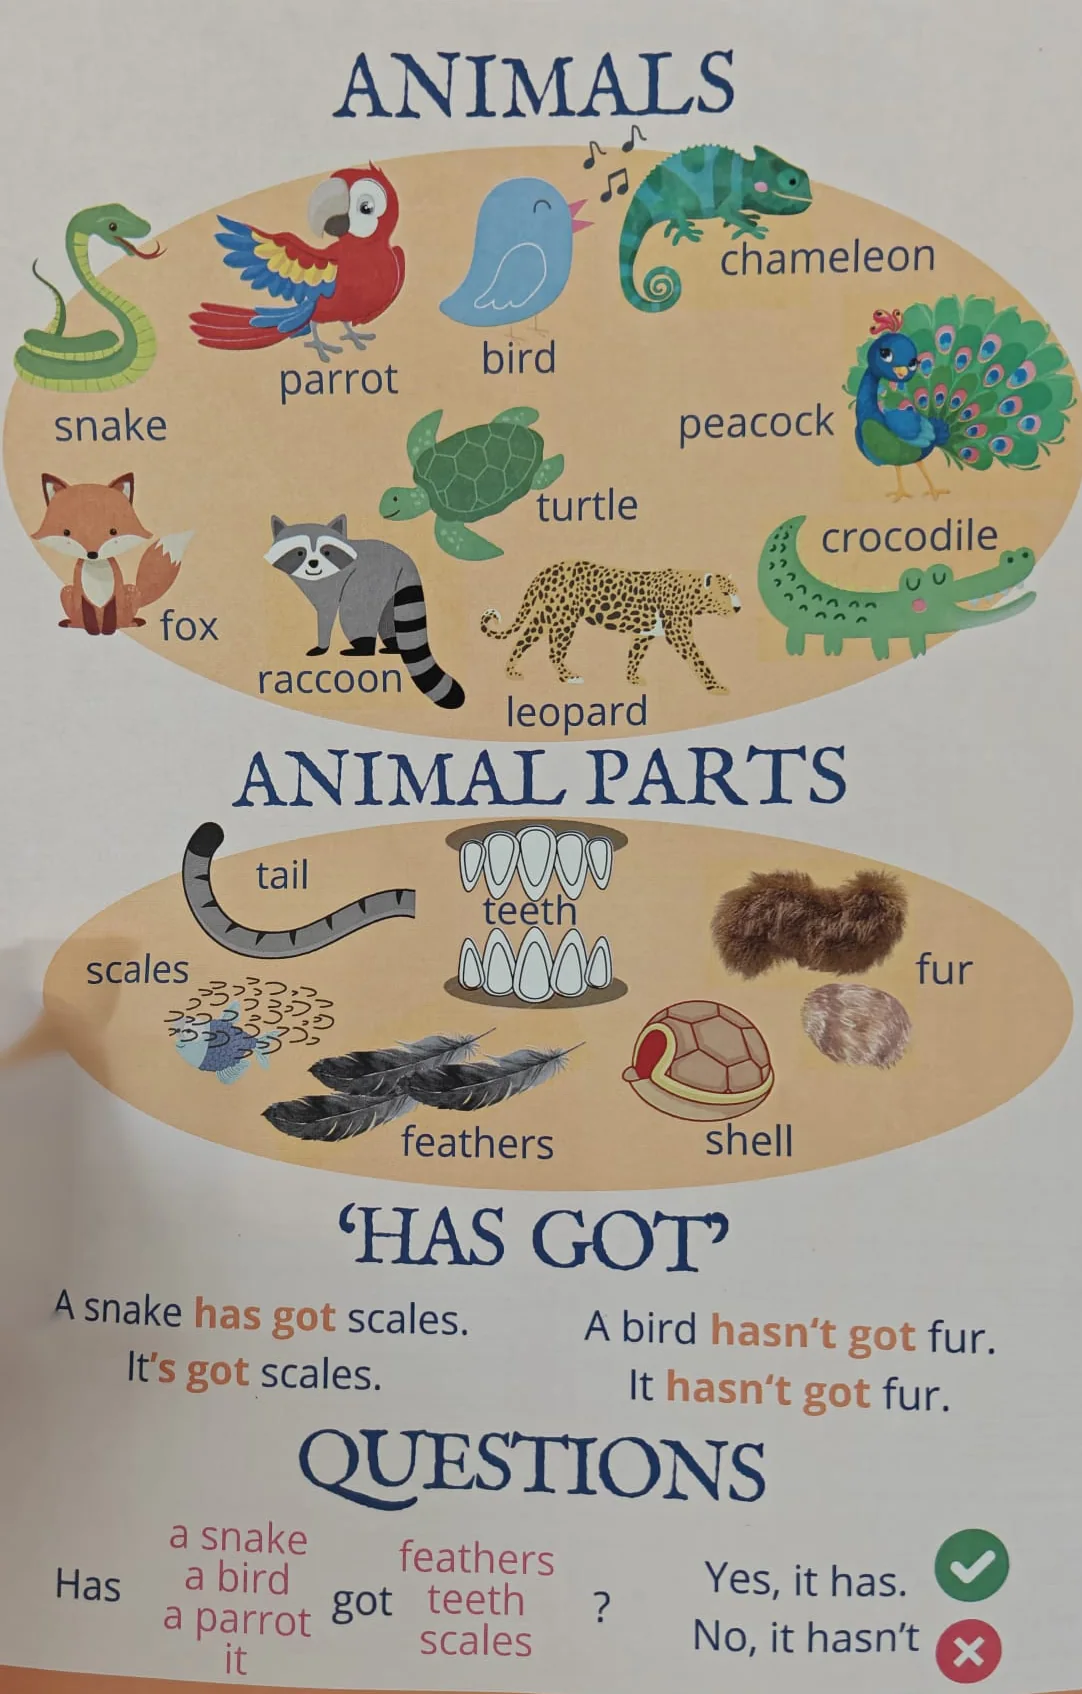 ANIMALS
chameleon
bird
parrot
snake
peacock
turtle
crocodile
fox
raccoon
leopard
ANIMAL PARTS
tail
teeth
scales
fur
feathers
shell
‘HAS GOT’
A snake has got scales.
It’s got scales.
A bird hasn‘t got fur.
It hasn‘t got fur.
QUESTIONS
Has
a snake
a bird
a parrot
it
got
feathers
teeth
scales
?
Yes, it has.
No, it hasn’t